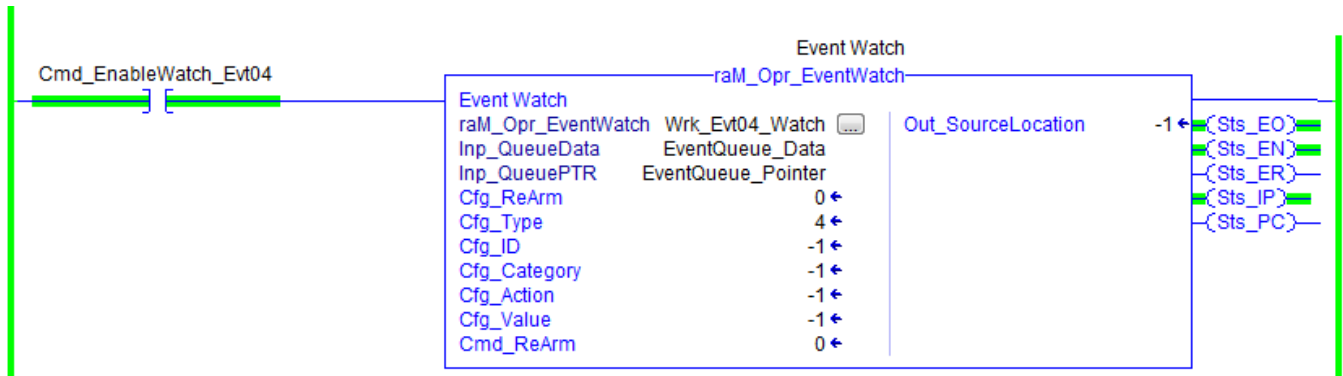 Event Watch
Cmd_EnableWatch_Evt04
raM_Opr_EventWatch
Event Watch
raM_Opr_EventWatch Wrk_Evt04_Watch ... Out_SourceLocation -1 (Sts_EO)
Inp_QueueData EventQueue_Data (Sts_EN)
Inp_QueuePTR EventQueue_Pointer (Sts_ER)
Cfg_ReArm 0 (Sts_IP)
Cfg_Type 4 (Sts_PC)
Cfg_ID -1
Cfg_Category -1
Cfg_Action -1
Cfg_Value -1
Cmd_ReArm 0